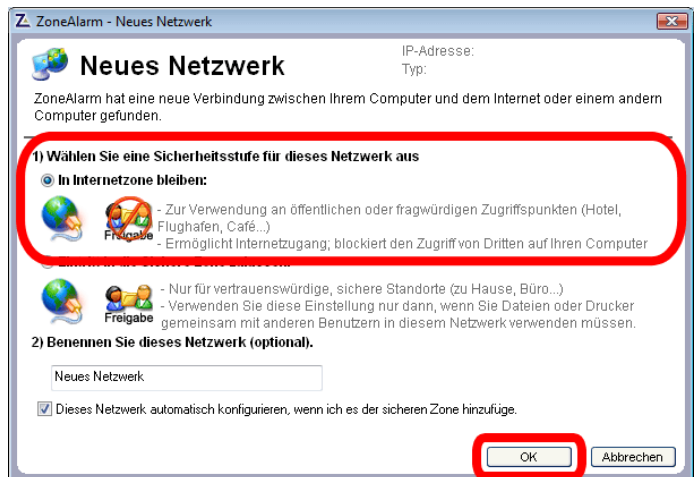 ZoneAlarm - Neues Netzwerk
Neues Netzwerk
IP-Adresse:
Typ:
ZoneAlarm hat eine neue Verbindung zwischen Ihrem Computer und dem Internet oder einem andern
Computer gefunden.
1) Wählen Sie eine Sicherheitsstufe für dieses Netzwerk aus
In Internetzone bleiben:
Freigabe
- Zur Verwendung an öffentlichen oder fragwürdigen Zugriffspunkten (Hotel,
Flughafen, Café...)
- Ermöglicht Internetzugang; blockiert den Zugriff von Dritten auf Ihren Computer
Freigabe
- Nur für vertrauenswürdige, sichere Standorte (zu Hause, Büro...)
- Verwenden Sie diese Einstellung nur dann, wenn Sie Dateien oder Drucker
gemeinsam mit anderen Benutzern in diesem Netzwerk verwenden müssen.
2) Benennen Sie dieses Netzwerk (optional).
Neues Netzwerk
Dieses Netzwerk automatisch konfigurieren, wenn ich es der sicheren Zone hinzufüge.
OK
Abbrechen